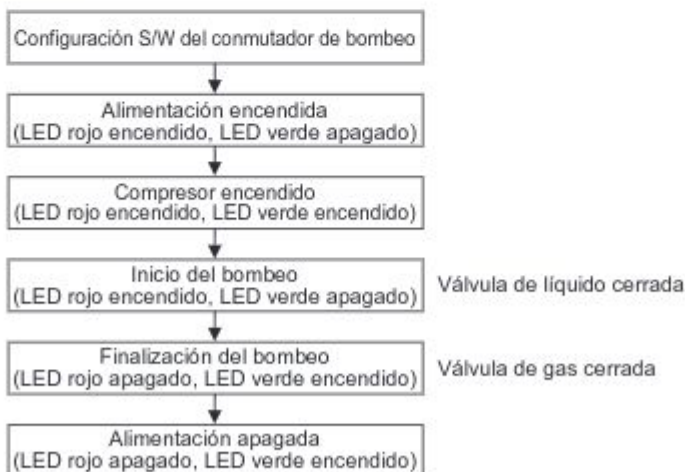 Configuración S/W del conmutador de bombeo
Alimentación encendida
(LED rojo encendido, LED verde apagado)
Compresor encendido
(LED rojo encendido, LED verde encendido)
Inicio del bombeo
(LED rojo encendido, LED verde apagado)
Válvula de líquido cerrada
Finalización del bombeo
(LED rojo apagado, LED verde encendido)
Válvula de gas cerrada
Alimentación apagada
(LED rojo apagado, LED verde encendido)